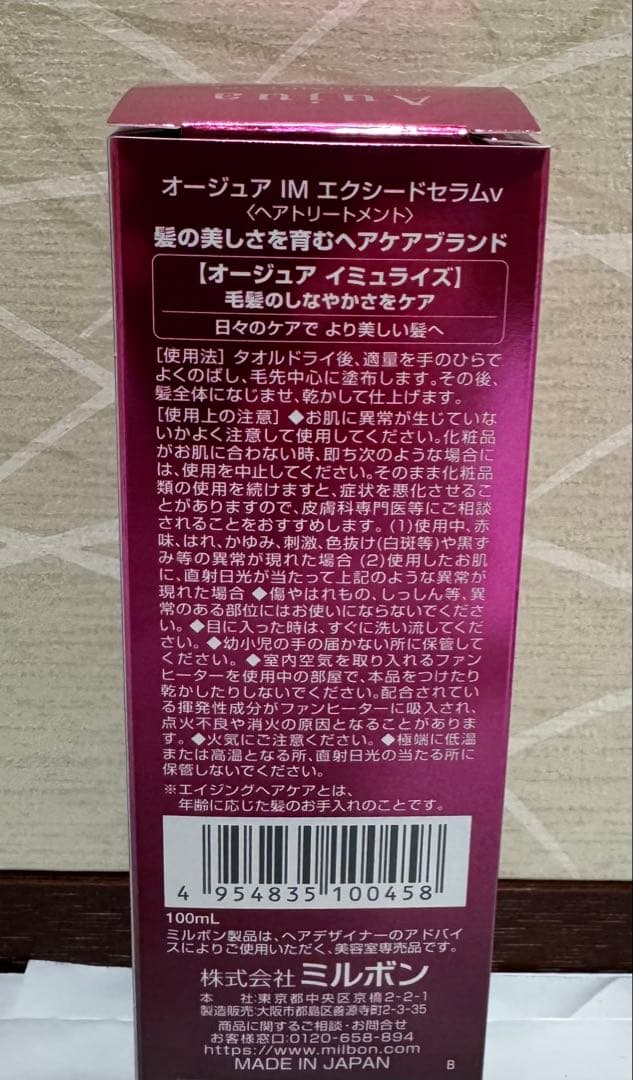 Aujua
オージュア IM エクシードセラムv
〈ヘアトリートメント〉
髪の美しさを育むヘアケアブランド
【オージュア イミュライズ】
毛髪のしなやかさをケア
日々のケアで より美しい髪へ
[使用法] タオルドライ後、適量を手のひらで
よくのばし、毛先中心に塗布します。その後、
髪全体になじませ、乾かして仕上げます。
[使用上の注意] ◆お肌に異常が生じていな
いかよく注意して使用してください。化粧品
がお肌に合わない時、即ち次のような場合に
は、使用を中止してください。そのまま化粧品
類の使用を続けますと、症状を悪化させるこ
とがありますので、皮膚科専門医等にご相談
されることをおすすめします。(1)使用中、赤
味、はれ、かゆみ、刺激、色抜け(白斑等)や黒ず
み等の異常が現れた場合 (2)使用したお肌
に、直射日光が当たって上記のような異常が
現れた場合 ◆傷やはれもの、しっしん等、異
常のある部位にはお使いにならないでくださ
い。◆目に入った時は、すぐに洗い流してくだ
さい。◆幼小児の手の届かない所に保管して
ください。◆室内空気を取り入れるファン
ヒーターを使用中の部屋で、本品をつけたり
乾かしたりしないでください。配合されてい
る揮発性成分がファンヒーターに吸入され、
点火不良や消火の原因となることがありま
す。◆火気にご注意ください。◆極端に低温
または高温となる所、直射日光の当たる所に
保管しないでください。
※エイジングヘアケアとは、
年齢に応じた髪のお手入れのことです。
4 954835 100458
100mL
ミルボン製品は、ヘアデザイナーのアドバイ
スによりご使用いただく、美容室専売品です。
株式会社 ミルボン
本 社:東京都中央区京橋2-2-1
製造販売:大阪市都島区善源寺町2-3-35
商品に関するご相談・お問合せ
お客様窓口:0120-658-894
https://www.milbon.com/
MADE IN JAPAN B